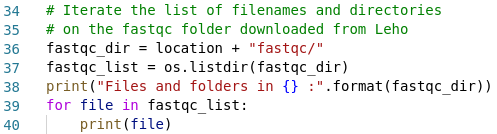 34 # Iterate the list of filenames and directories
35 # on the fastqc folder downloaded from Leho
36 fastqc_dir = location + "fastqc/"
37 fastqc_list = os.listdir(fastqc_dir)
38 print("Files and folders in {} :".format(fastqc_dir))
39 for file in fastqc_list:
40     print(file)